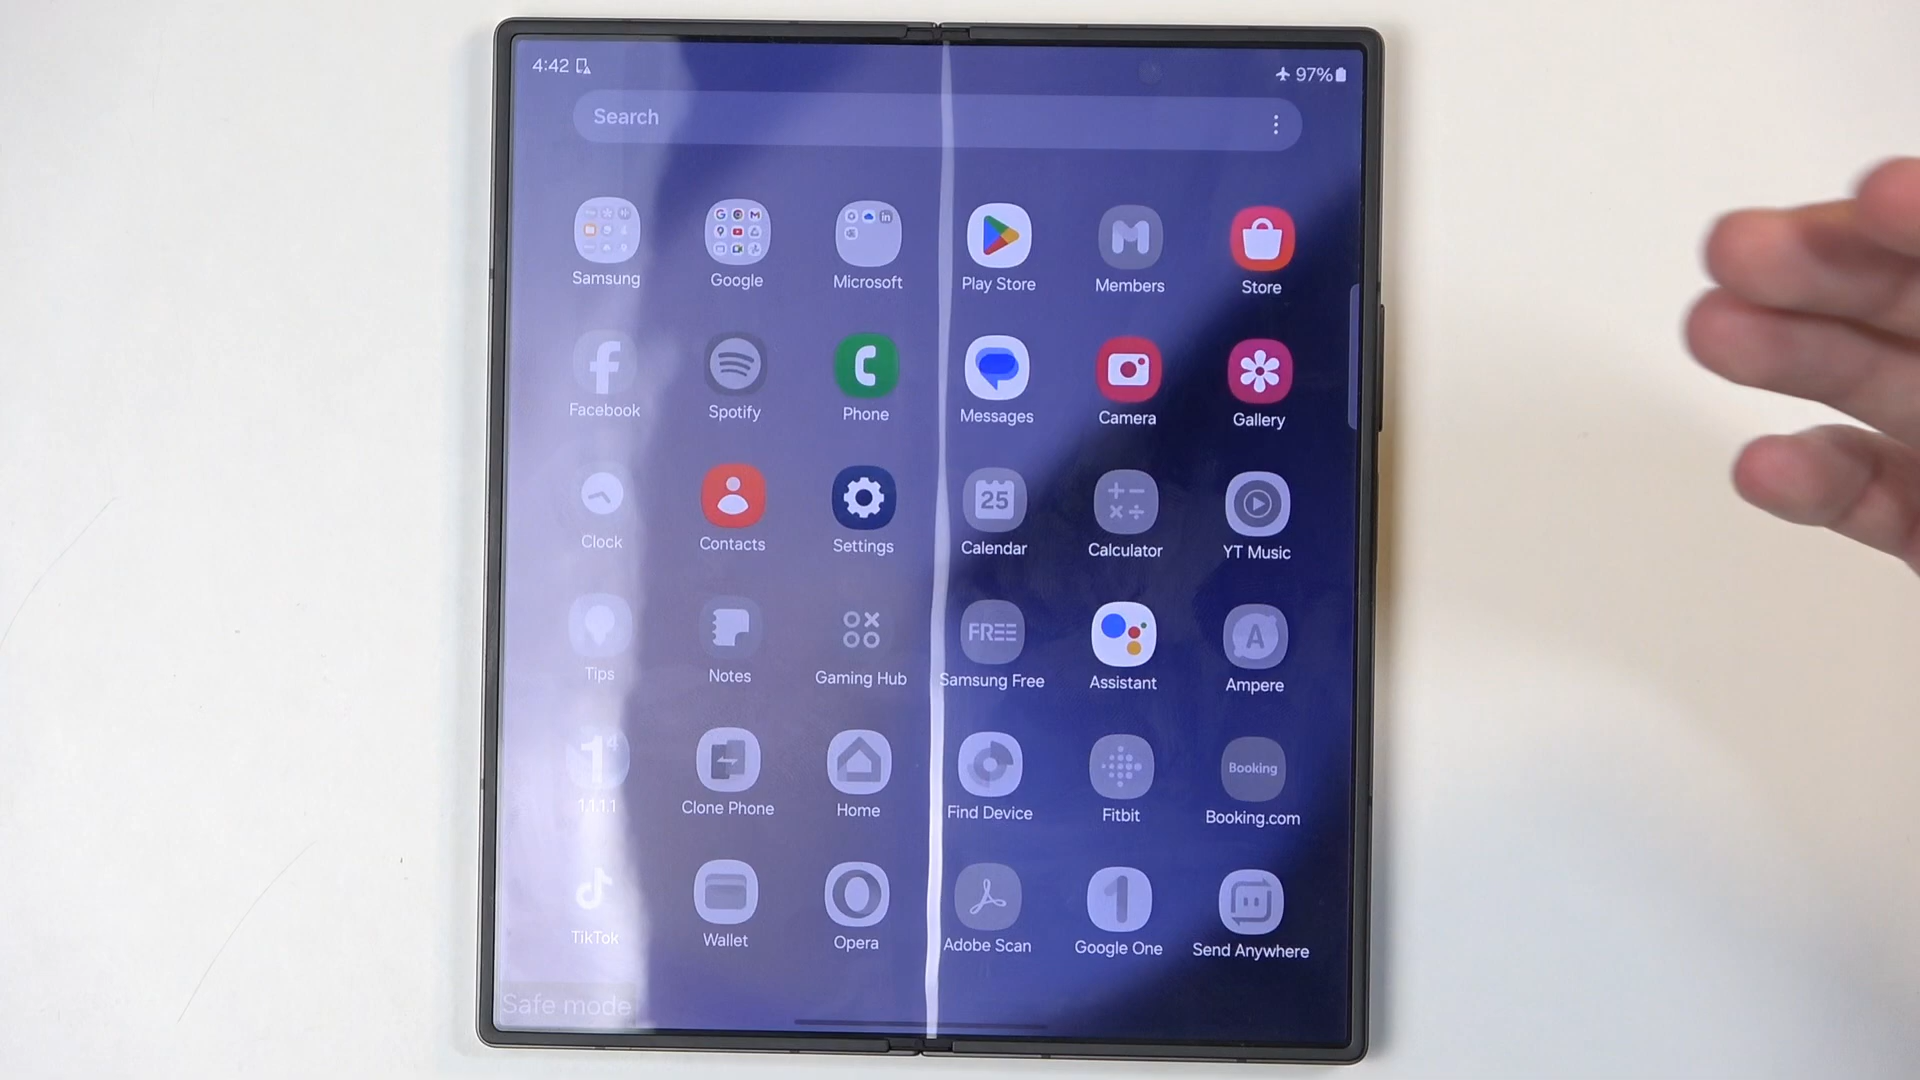 4:42
97%
Search
Samsung
Google
Microsoft
Play Store
Members
Store
Facebook
Spotify
Phone
Messages
Camera
Gallery
25
Clock
Contacts
Settings
Calendar
Calculator
YT Music
FREE
A
Tips
Notes
Gaming Hub
Samsung Free
Assistant
Ampere
1⁴
Booking
1.1.1.1
Clone Phone
Home
Find Device
Fitbit
Booking.com
1
TikTok
Wallet
Opera
Adobe Scan
Google One
Send Anywhere
Safe mode